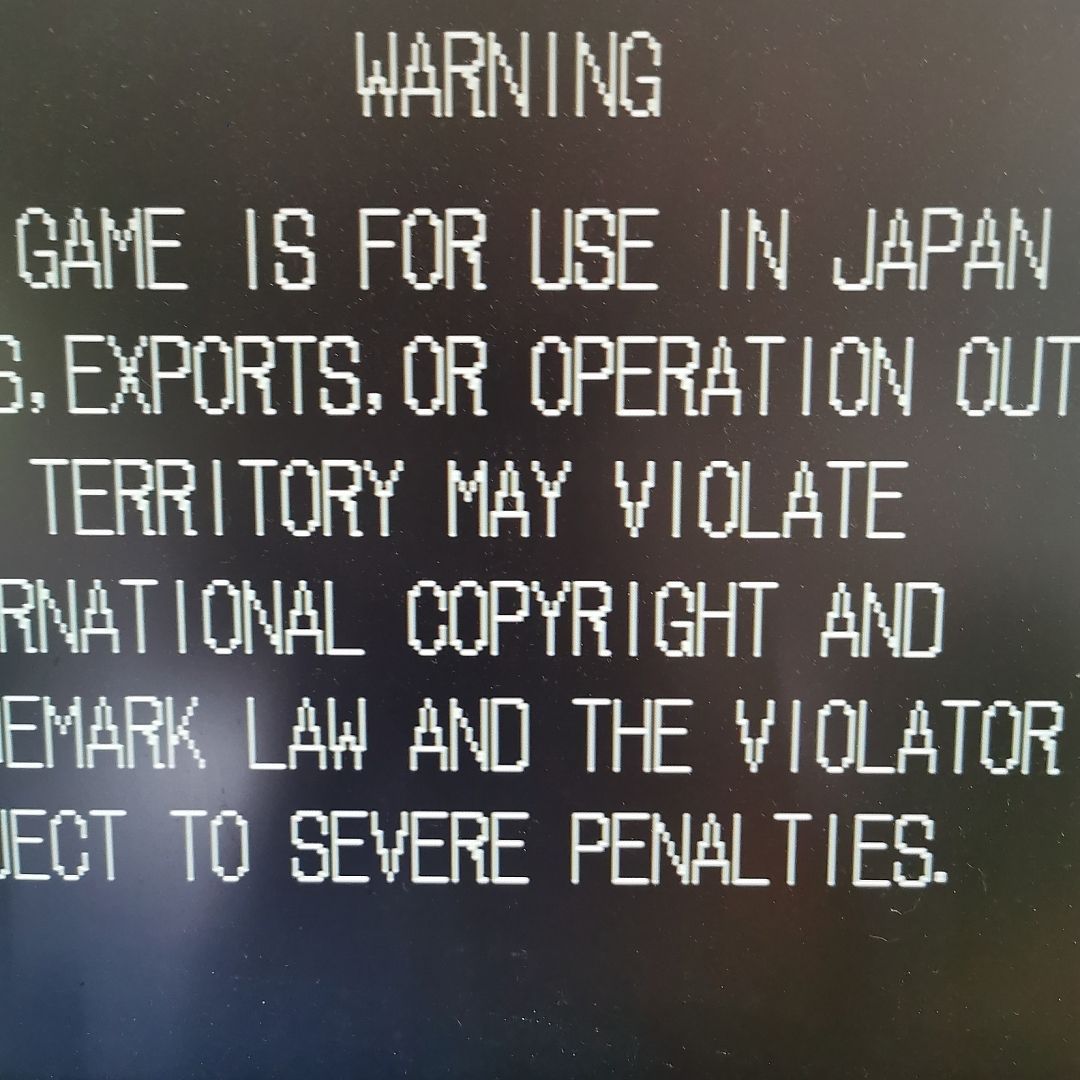 WARNING
GAME IS FOR USE IN JAPAN
S,EXPORTS,OR OPERATION OUT
TERRITORY MAY VIOLATE
RNATIONAL COPYRIGHT AND
EMARK LAW AND THE VIOLATOR
JECT TO SEVERE PENALTIES.